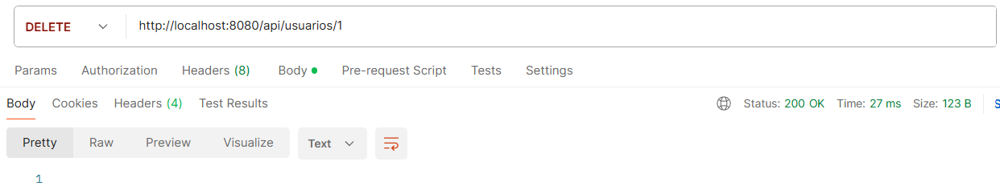 DELETE http://localhost:8080/api/usuarios/1
Params Authorization Headers (8) Body Pre-request Script Tests Settings
Body Cookies Headers (4) Test Results Status: 200 OK Time: 27 ms Size: 123 B S
Pretty Raw Preview Visualize Text
1